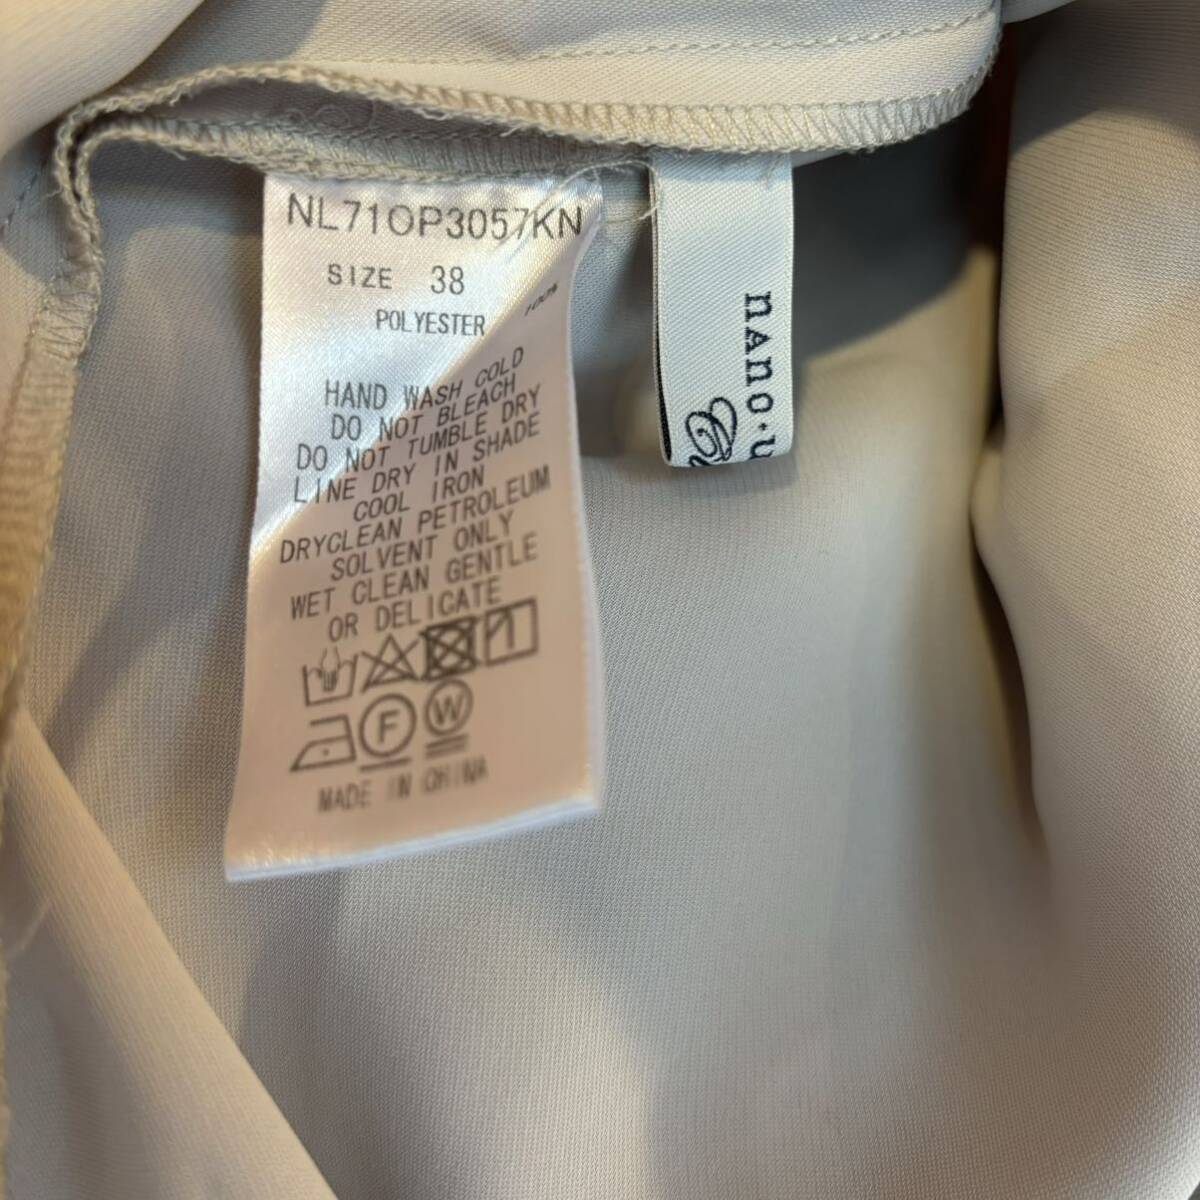 NL71OP3057KN
SIZE 38
POLYESTER 100%
HAND WASH COLD
DO NOT BLEACH
DO NOT TUMBLE DRY
LINE DRY IN SHADE
COOL IRON
DRYCLEAN PETROLEUM
SOLVENT ONLY
WET CLEAN GENTLE
OR DELICATE
F W
MADE IN CHINA
nano·u